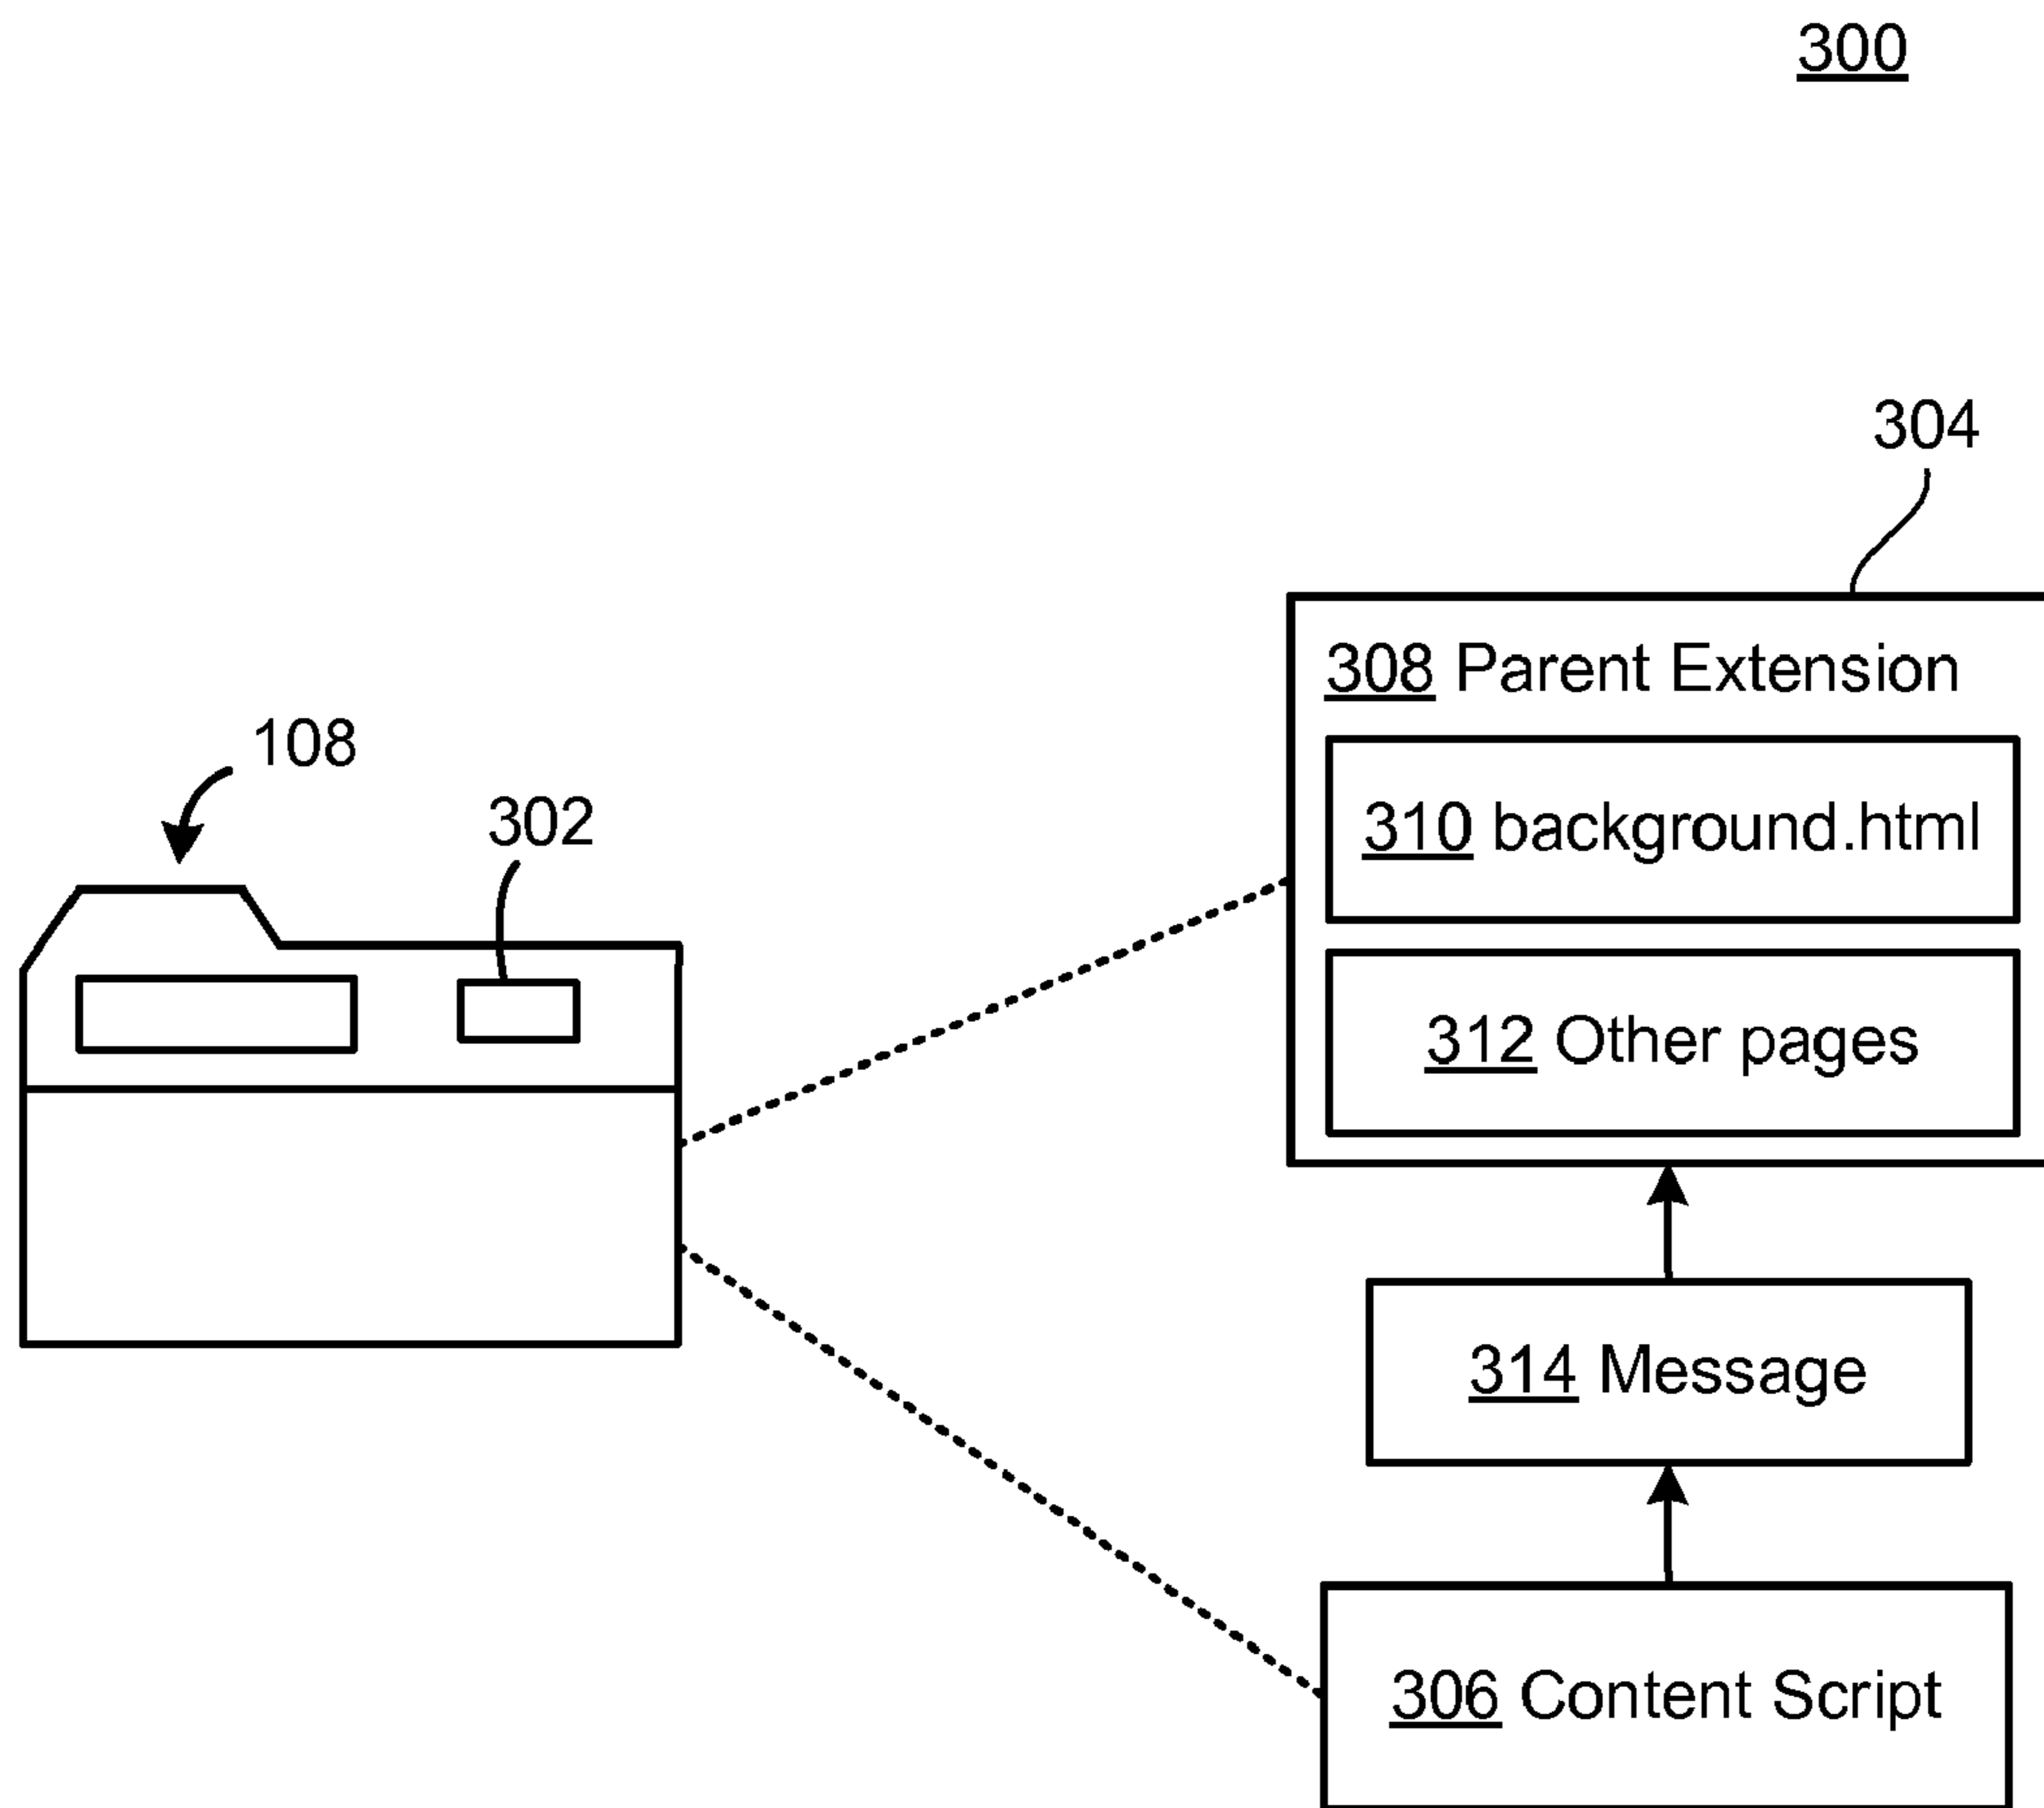 300
304
308 Parent Extension
108
302
310 background.html
312 Other pages
314 Message
306 Content Script